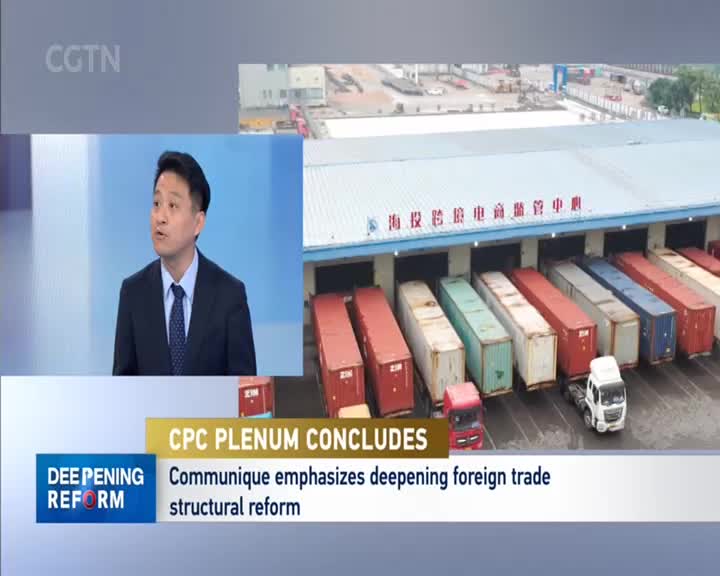 CGTN
海投跨境电商监管中心
CPC PLENUM CONCLUDES
DEEPENING
REFORM
Communique emphasizes deepening foreign trade
structural reform